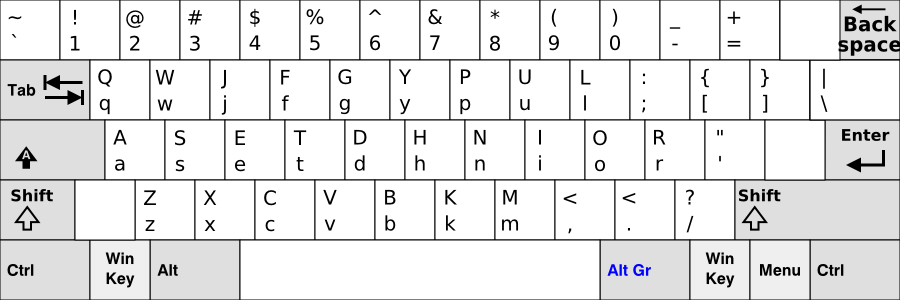 ~ ! @ # $ % ^ & * ( ) _ + Back
` 1 2 3 4 5 6 7 8 9 0 - = space
Tab Q W J F G Y P U L : { } |
q w j f g y p u l ; [ ] \
A A S E T D H N I O R " Enter
a s e t d h n i o r '
Shift Z X C V B K M < < ? Shift
z x c v b k m , . /
Ctrl Win Key Alt Alt Gr Win Key Menu Ctrl